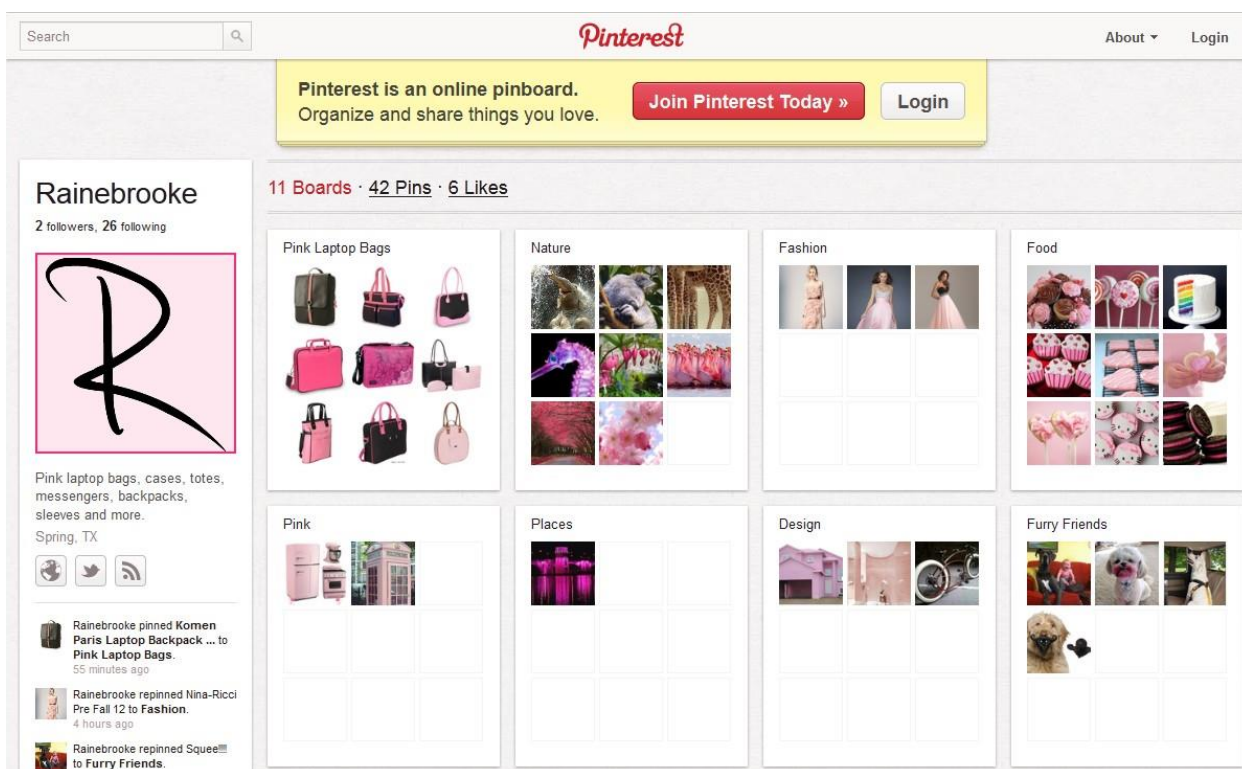 Search
Pinterest
About
Login
Pinterest is an online pinboard.
Organize and share things you love.
Join Pinterest Today »
Login
Rainebrooke
2 followers, 26 following
R
Pink laptop bags, cases, totes,
messengers, backpacks,
sleeves and more.
Spring, TX
Rainebrooke pinned Komen
Paris Laptop Backpack ... to
Pink Laptop Bags.
55 minutes ago
Rainebrooke repinned Nina-Ricci
Pre Fall 12 to Fashion.
4 hours ago
Rainebrooke repinned Squee!!!!
to Furry Friends.
11 Boards · 42 Pins · 6 Likes
Pink Laptop Bags
Nature
Fashion
Food
Pink
Places
Design
Furry Friends